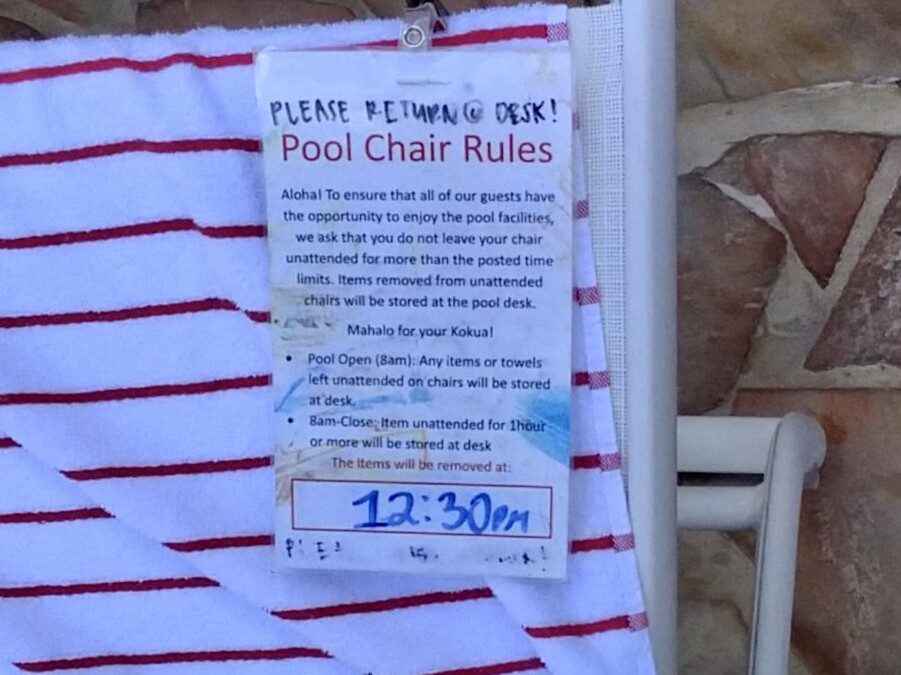 PLEASE RETURN @ DESK!
Pool Chair Rules
Aloha! To ensure that all of our guests have
the opportunity to enjoy the pool facilities,
we ask that you do not leave your chair
unattended for more than the posted time
limits. Items removed from unattended
chairs will be stored at the pool desk.
Mahalo for your Kokua!
• Pool Open (8am): Any items or towels
left unattended on chairs will be stored
at desk.
• 8am-Close: Item unattended for 1hour
or more will be stored at desk
The items will be removed at:
12:30PM